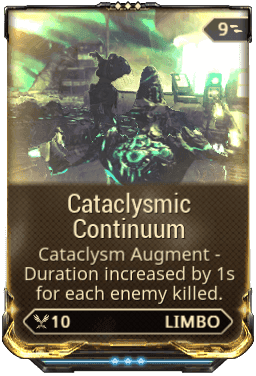 9
Cataclysmic
Continuum
Cataclysm Augment -
Duration increased by 1s
for each enemy killed.
10 LIMBO